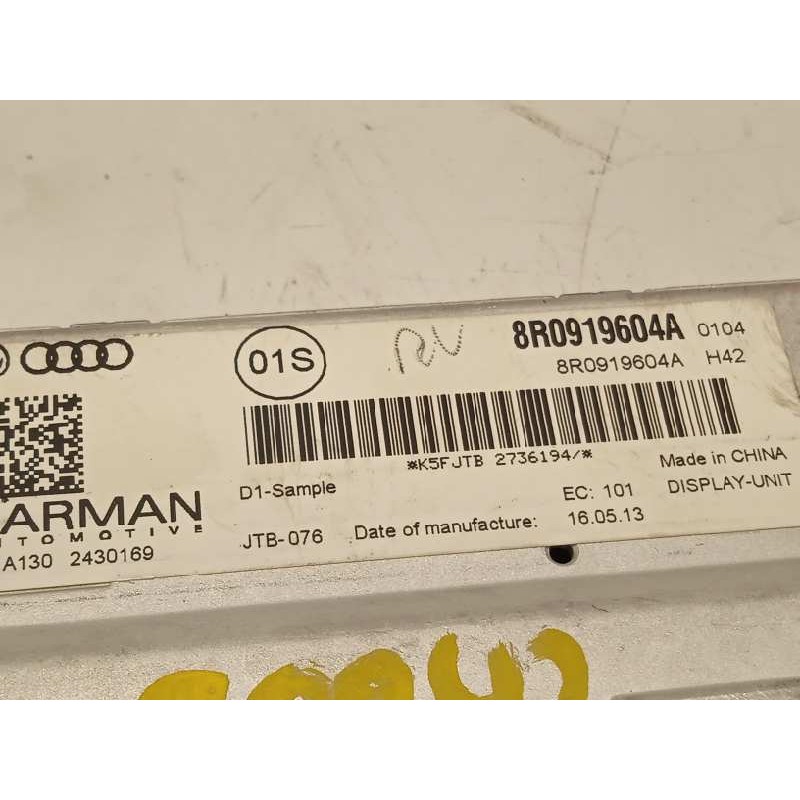 01S
8R0919604A 0104
8R0919604A H42
*K5FJTB 2736194/*
D1-Sample
Made in CHINA
EC: 101 DISPLAY-UNIT
JTB-076 Date of manufacture: 16.05.13
ARMAN
TOMOTIVE
A130 2430169